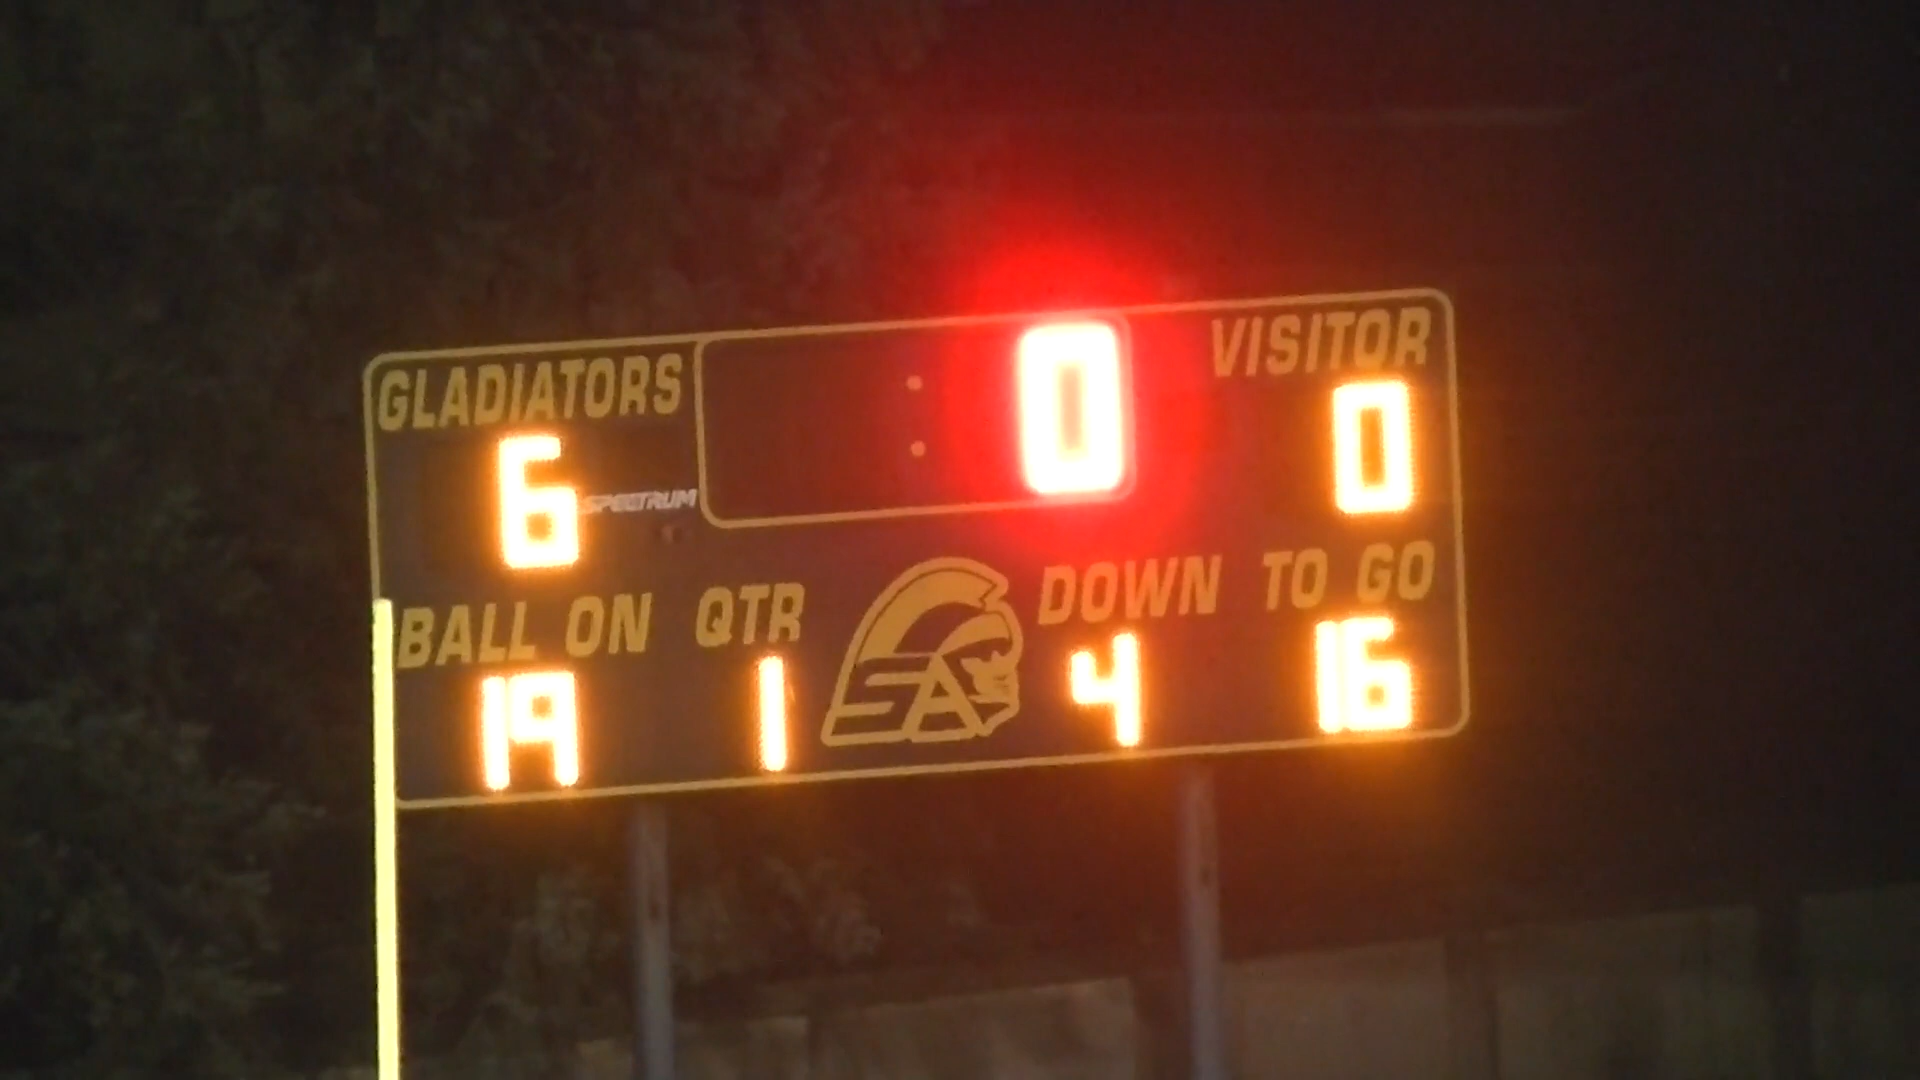 GLADIATORS : 0 VISITOR
6 SPECTRUM 0
BALL ON QTR DOWN TO GO
19 1 SA 4 16